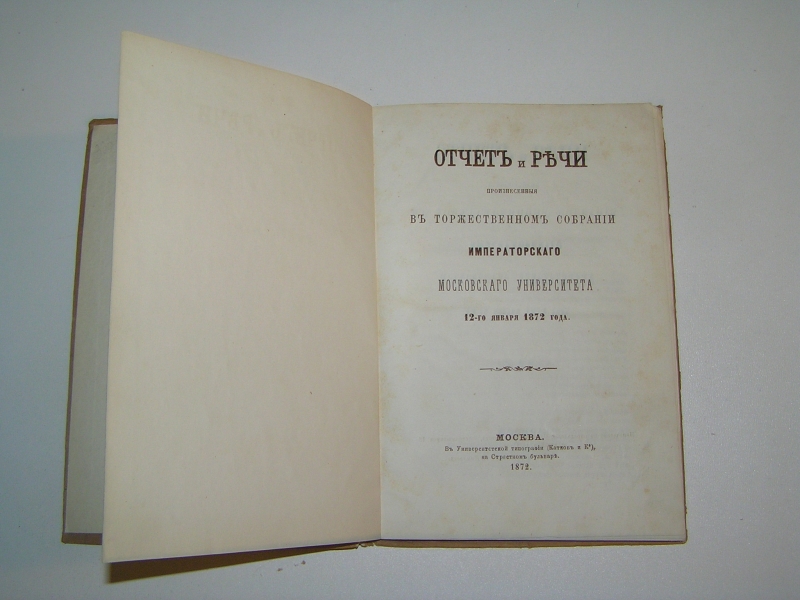 ОТЧЕТЪ и РѢЧИ
ПРОИЗНЕСЕННЫЯ
ВЪ ТОРЖЕСТВЕННОМЪ СОБРАНІИ
ИМПЕРАТОРСКАГО
МОСКОВСКАГО УНИВЕРСИТЕТА
12-ГО ЯНВАРЯ 1872 ГОДА.
МОСКВА.
Въ Университетской типографіи (Катковъ и Кº),
на Страстномъ бульварѣ.
1872.